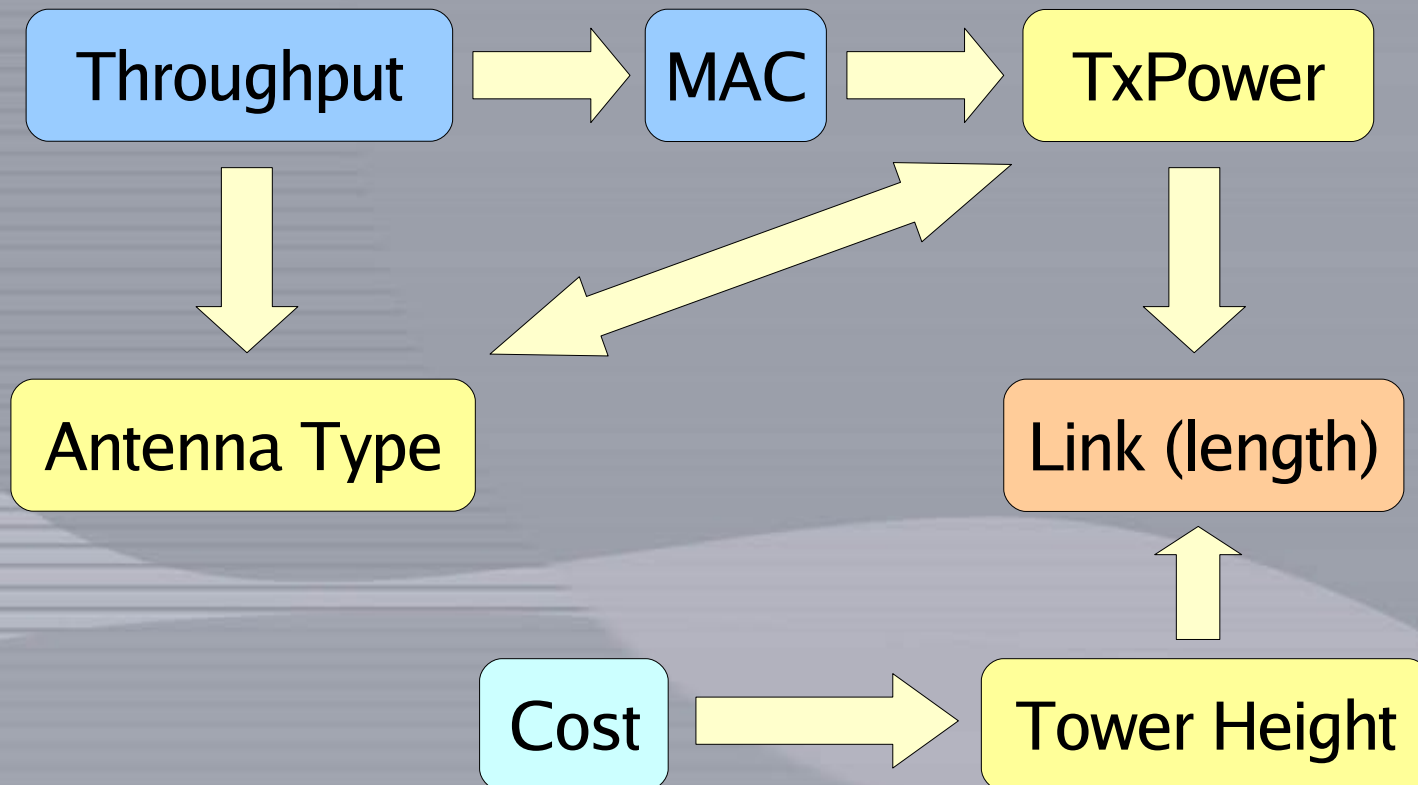 Throughput
MAC
TxPower
Antenna Type
Link (length)
Cost
Tower Height